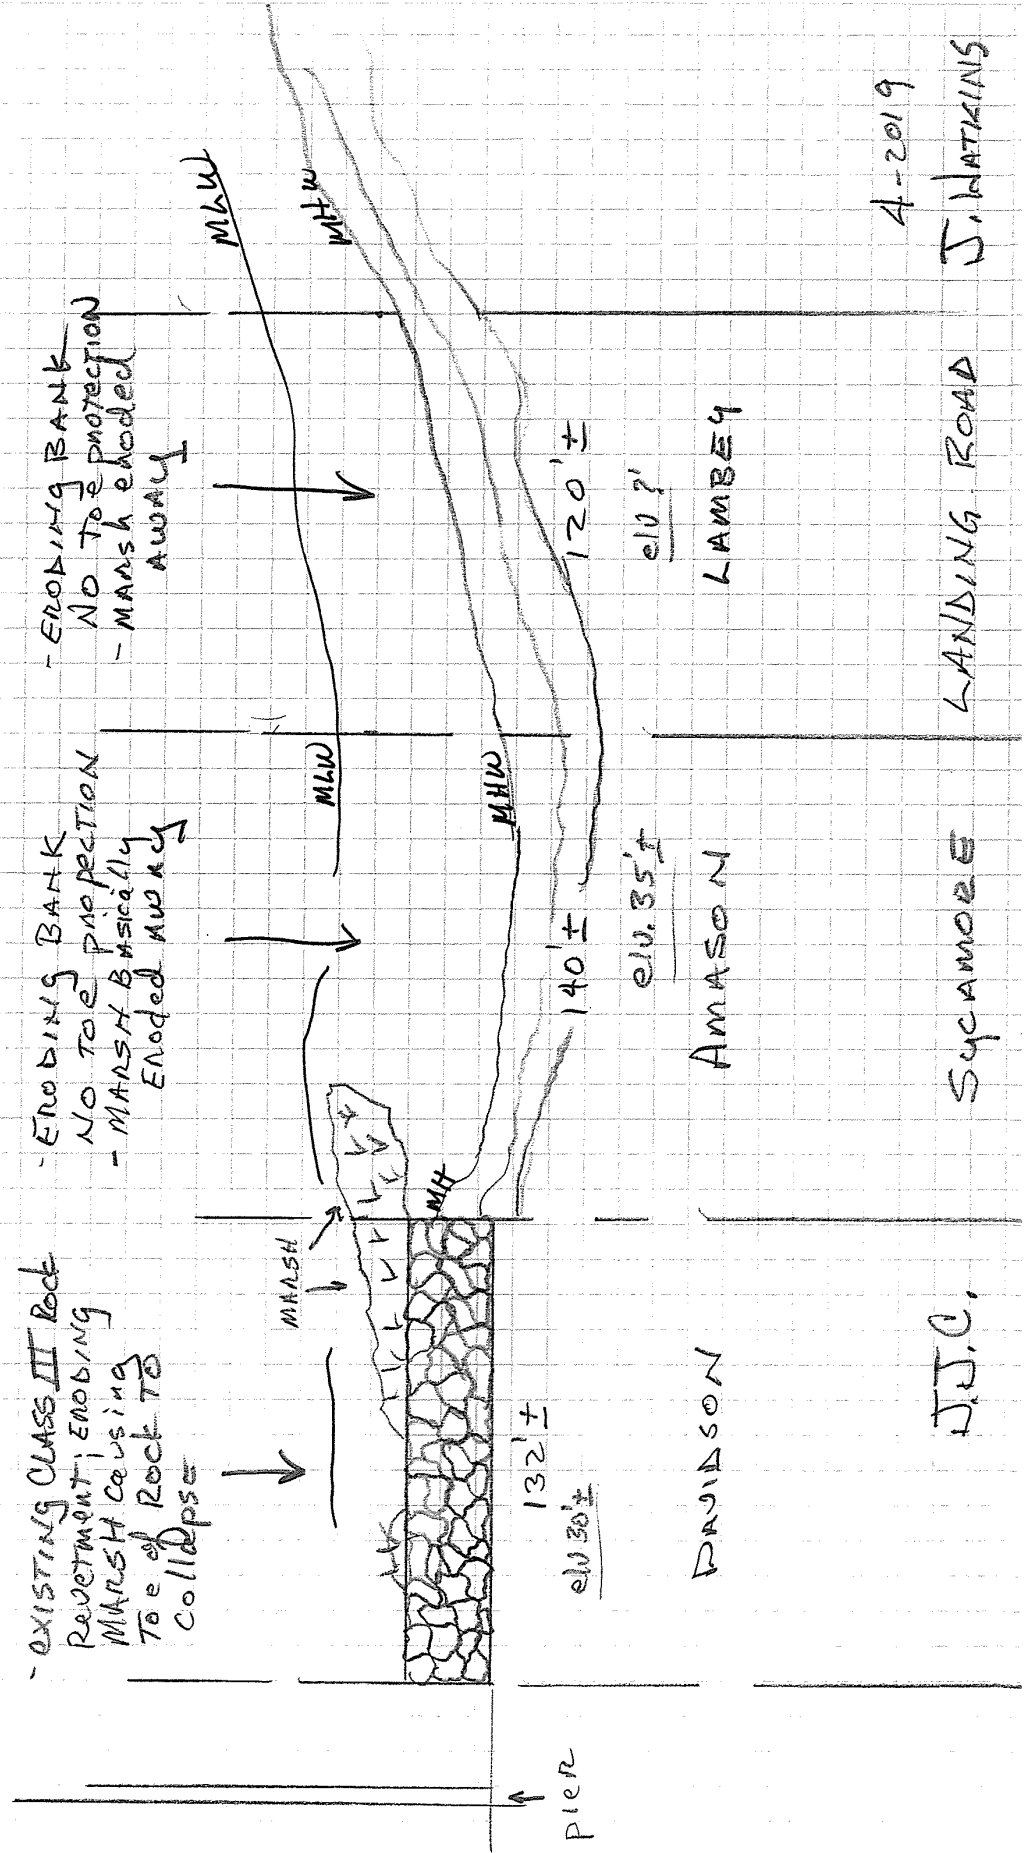 - EXISTING CLASS III Rock
Revetment; ERODING
MARSH Causing
Toe of Rock TO
Collapse
- ERODING BANK
NO TOE protection
- MARSH BASICALLY
Eroded AWAY
- ERODING BANK
NO Toe protection
- MARSH eroded
AWAY
MARSH
MLW
MLW
MH
MHW
MHW
pier
132'±
elv 30'±
DAVIDSON
140'±
elv. 35'±
AMASON
120'±
elv ?'
LAMBEY
J.J.C.
Sycamore LANDING ROAD
4-2019
J. WATKINS